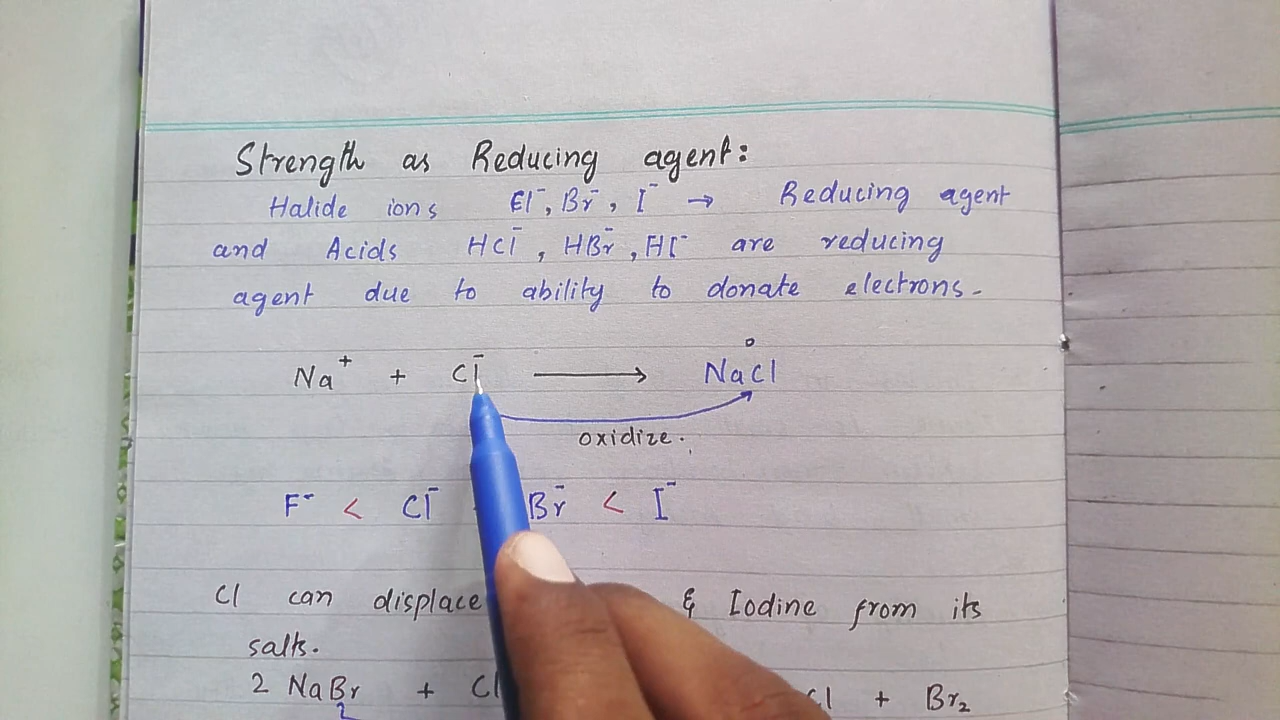 Strength as Reducing agent:
Halide ions Cl⁻, Br⁻, I⁻ → Reducing agent
and Acids HCl⁻, HBr⁻, HI⁻ are reducing
agent due to ability to donate electrons.
Na⁺ + Cl⁻ ⟶ NaCl⁰
oxidize.
F⁻ < Cl⁻ Br⁻ < I⁻
Cl can displace & Iodine from its
salts.
2 NaBr + Cl + Br₂